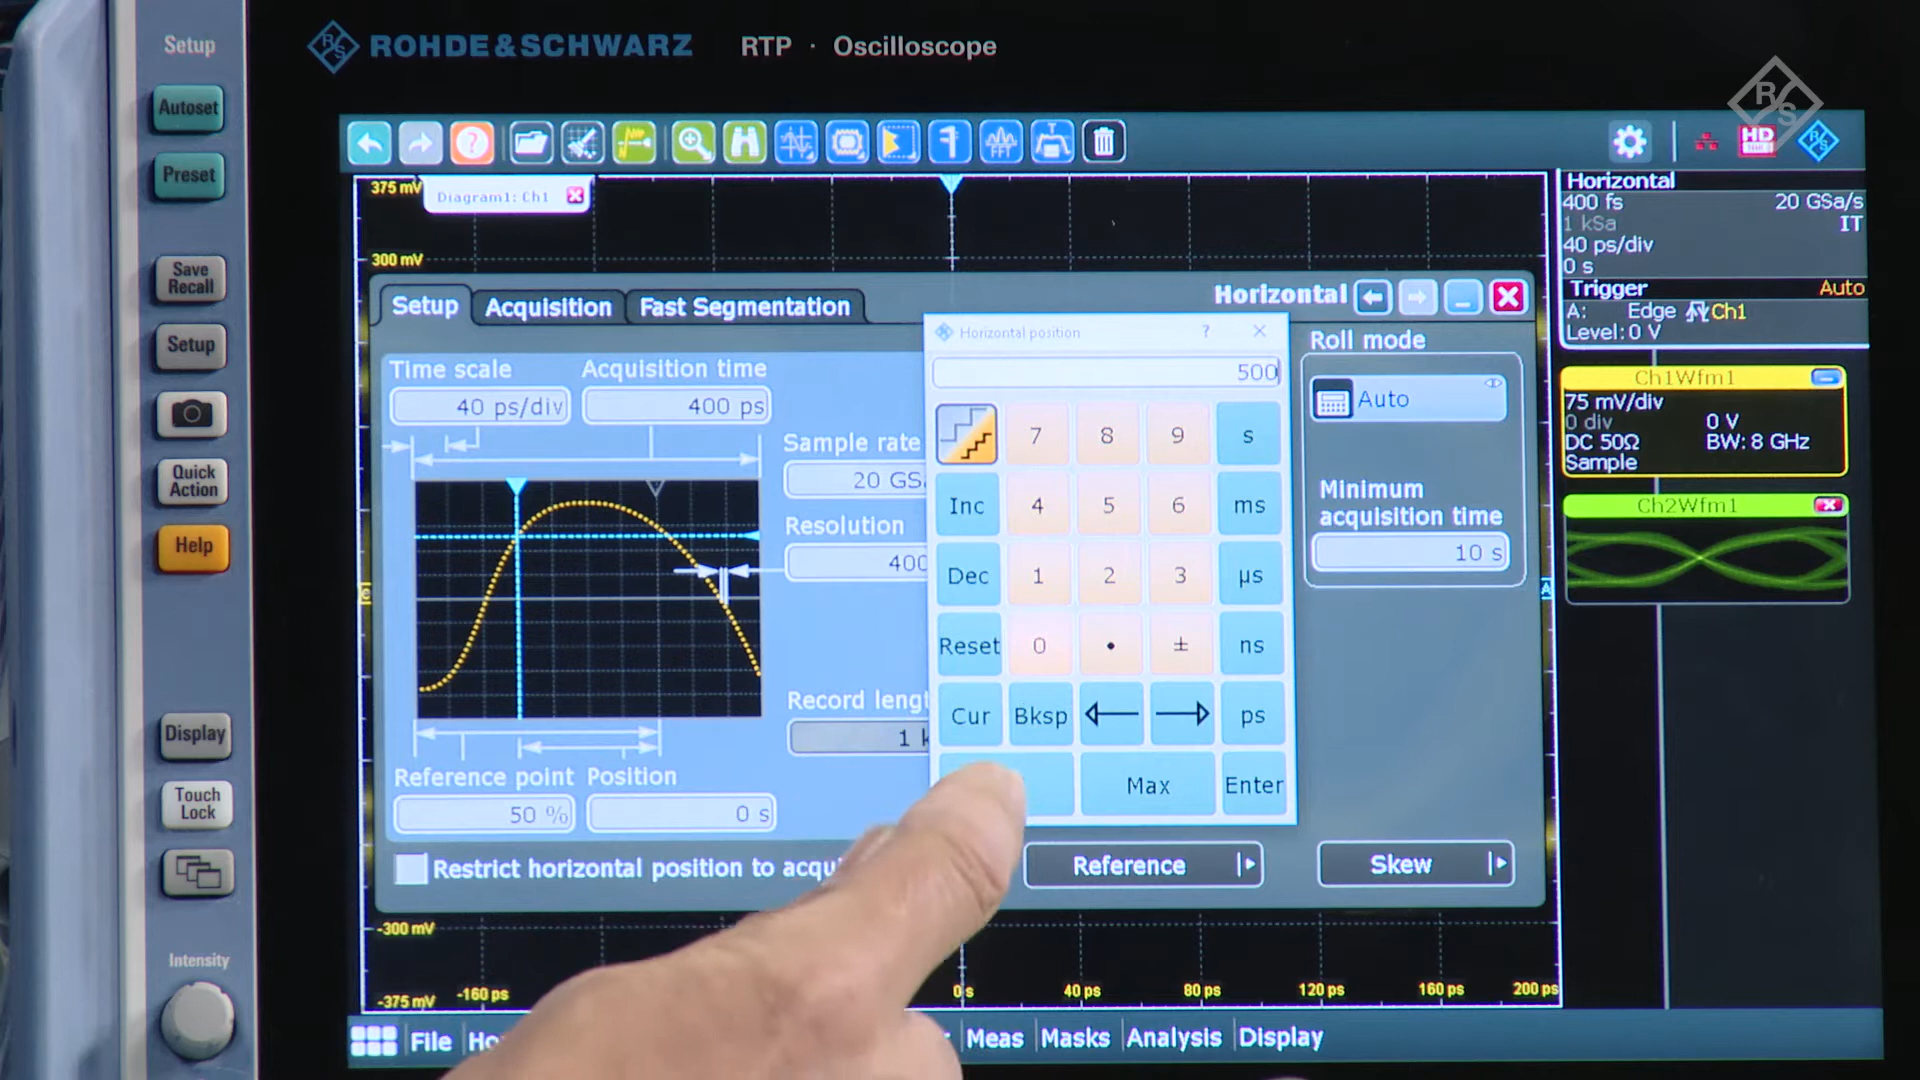 Setup
Autoset
Preset
Save
Recall
Setup
Quick
Action
Help
Display
Touch
Lock
Intensity
ROHDE & SCHWARZ
RTP · Oscilloscope
R S
HD
FFT
375 mV
Diagram1: Ch1
300 mV
Setup
Acquisition
Fast Segmentation
Horizontal
Time scale
Acquisition time
40 ps/div
400 ps
Sample rate
20 GS
Resolution
400
Record leng
1 k
Reference point
Position
50 %
0 s
Restrict horizontal position to acqu
Reference
Skew
Horizontal position
?
500
7
8
9
s
Inc
4
5
6
ms
Dec
1
2
3
µs
Reset
0
•
±
ns
Cur
Bksp
ps
Max
Enter
Roll mode
Auto
Minimum
acquisition time
10 s
-300 mV
-375 mV
-160 ps
0 s
40 ps
80 ps
120 ps
160 ps
200 ps
File
Ho
Meas
Masks
Analysis
Display
Horizontal
400 fs
20 GSa/s
1 kSa
IT
40 ps/div
0 s
Trigger
Auto
A:
Edge
Ch1
Level: 0 V
Ch1Wfm1
75 mV/div
0 div
0 V
DC 50Ω
BW: 8 GHz
Sample
Ch2Wfm1